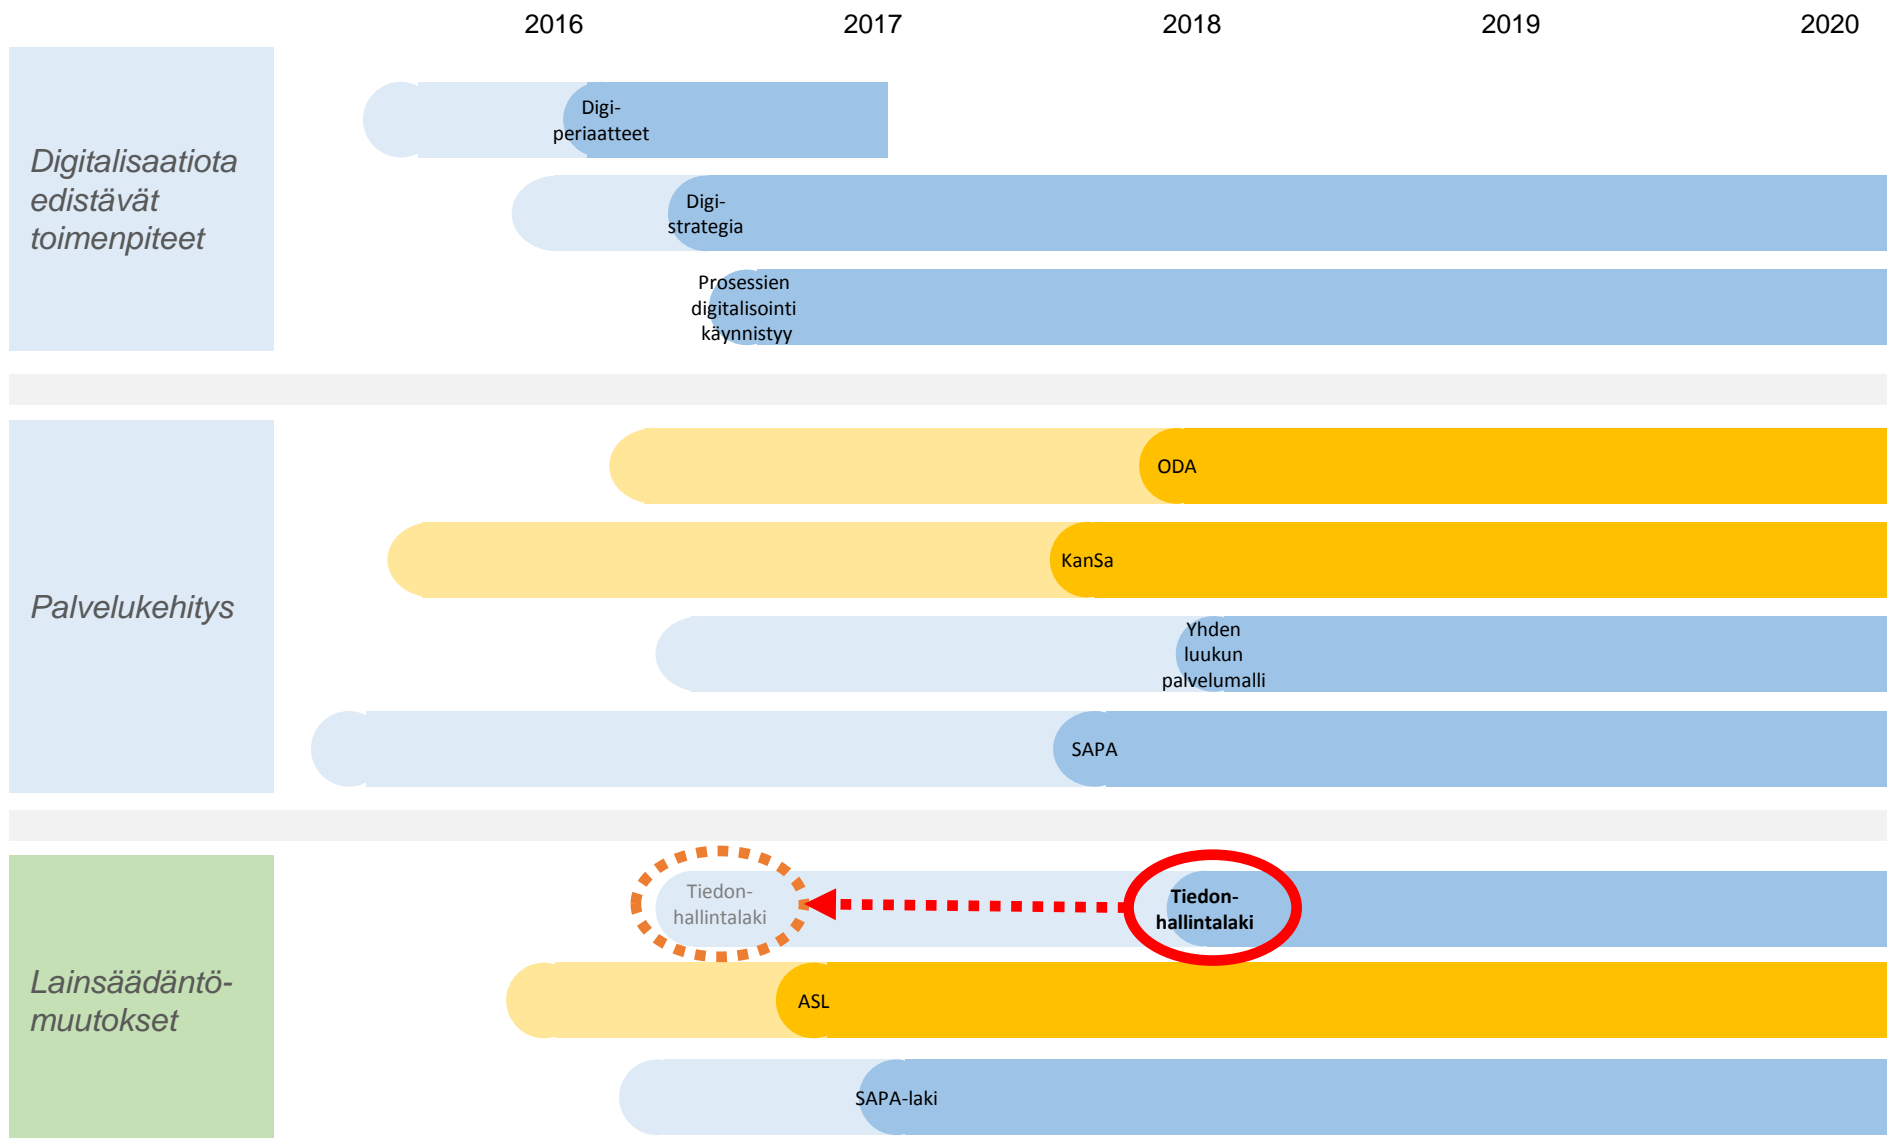 2016 2017 2018 2019 2020
Digitalisaatiota
edistävät
toimenpiteet
Digi-
periaatteet
Digi-
strategia
Prosessien
digitalisointi
käynnistyy
Palvelukehitys
ODA
KanSa
Yhden
luukun
palvelumalli
SAPA
Lainsäädäntö-
muutokset
Tiedon-
hallintalaki
Tiedon-
hallintalaki
ASL
SAPA-laki